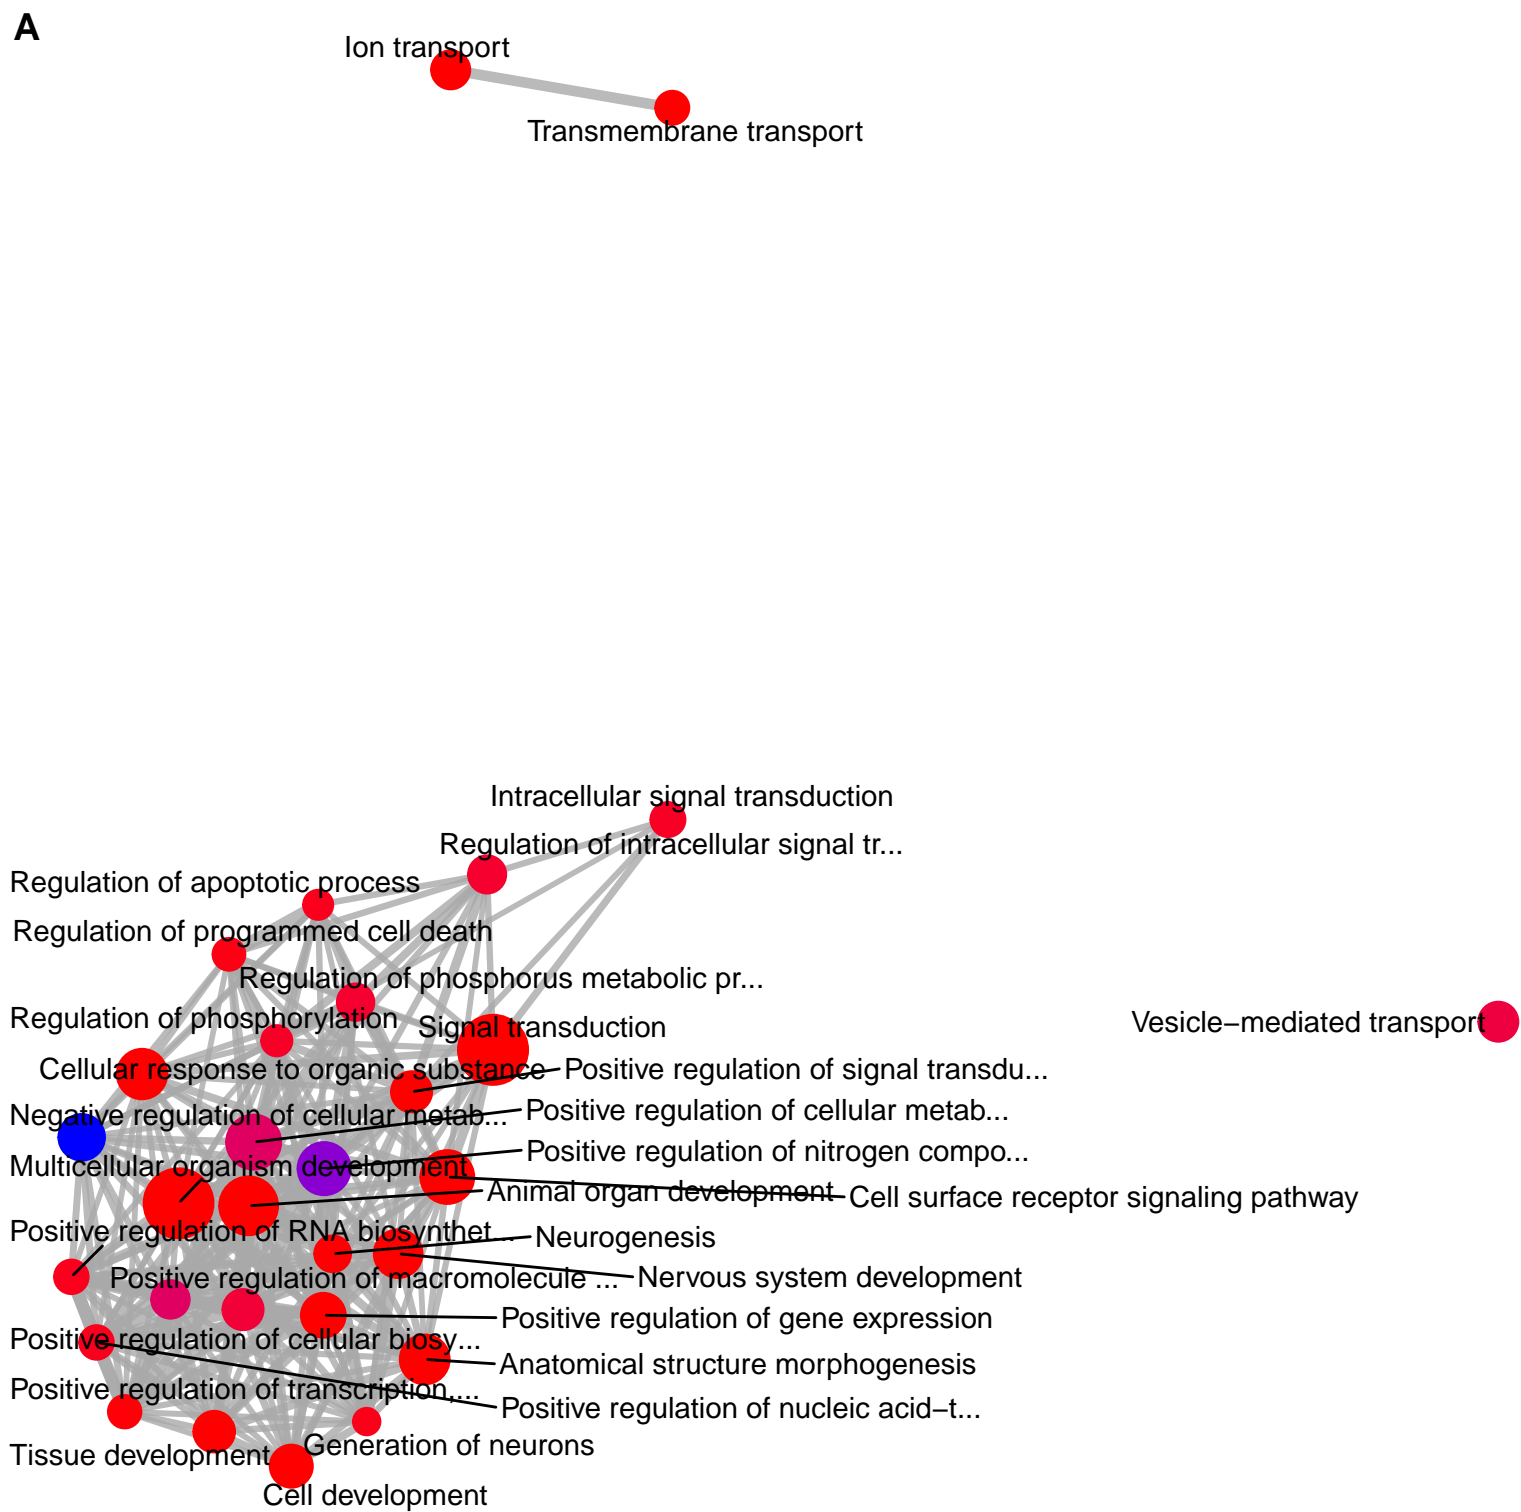 A
Ion transport
Transmembrane transport
Intracellular signal transduction
Regulation of intracellular signal tr...
Regulation of apoptotic process
Regulation of programmed cell death
Regulation of phosphorus metabolic pr...
Regulation of phosphorylation
Signal transduction
Vesicle−mediated transport
Cellular response to organic substance
Positive regulation of signal transdu...
Negative regulation of cellular metab...
Positive regulation of cellular metab...
Positive regulation of nitrogen compo...
Multicellular organism development
Animal organ development
Cell surface receptor signaling pathway
Positive regulation of RNA biosynthet...
Neurogenesis
Positive regulation of macromolecule ...
Nervous system development
Positive regulation of gene expression
Positive regulation of cellular biosy...
Anatomical structure morphogenesis
Positive regulation of transcription,...
Positive regulation of nucleic acid−t...
Tissue development
Generation of neurons
Cell development